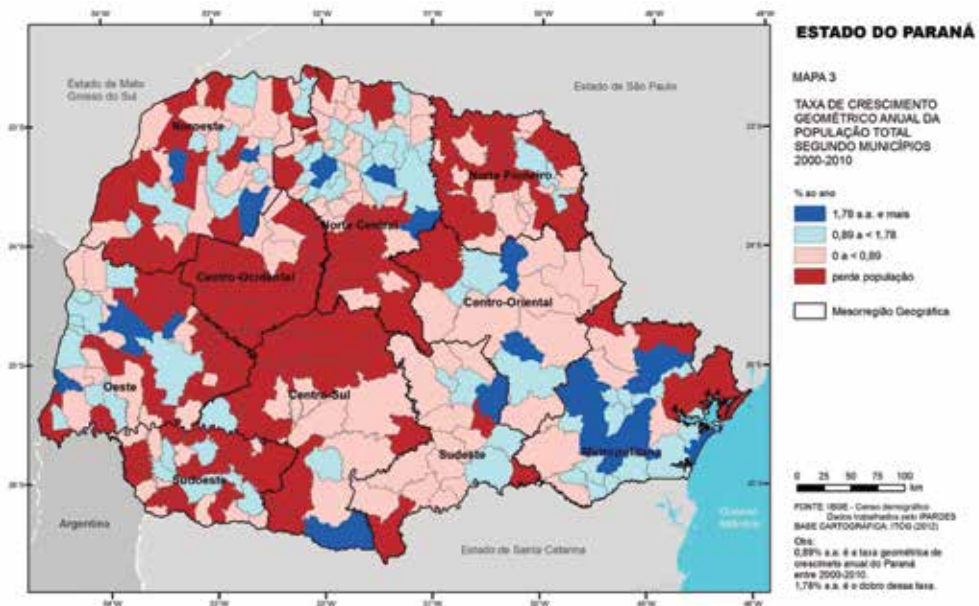 ESTADO DO PARANÁ
MAPA 3
TAXA DE CRESCIMENTO
GEOMÉTRICO ANUAL DA
POPULAÇÃO TOTAL
SEGUNDO MUNICÍPIOS
2000-2010
% ao ano
1,78 a.a. e mais
0,89 a < 1,78
0 a < 0,89
perde população
Mesorregião Geográfica
Estado de Mato
Grosso do Sul
Estado de São Paulo
Noroeste
Norte Pioneiro
Norte Central
Centro-Ocidental
Centro-Oriental
Oeste
Centro-Sul
Sudeste
Metropolitana
Sudoeste
Argentina
Estado de Santa Catarina
Oceano
Atlântico
0 25 50 75 100
km
FONTE: IBGE - Censo demográfico
Dados trabalhados pelo IPARDES
BASE CARTOGRÁFICA: ITCG (2012)
Obs:
0,89% a.a. é a taxa geométrica de
crescimento anual do Paraná
entre 2000-2010.
1,78% a.a. é o dobro dessa taxa.